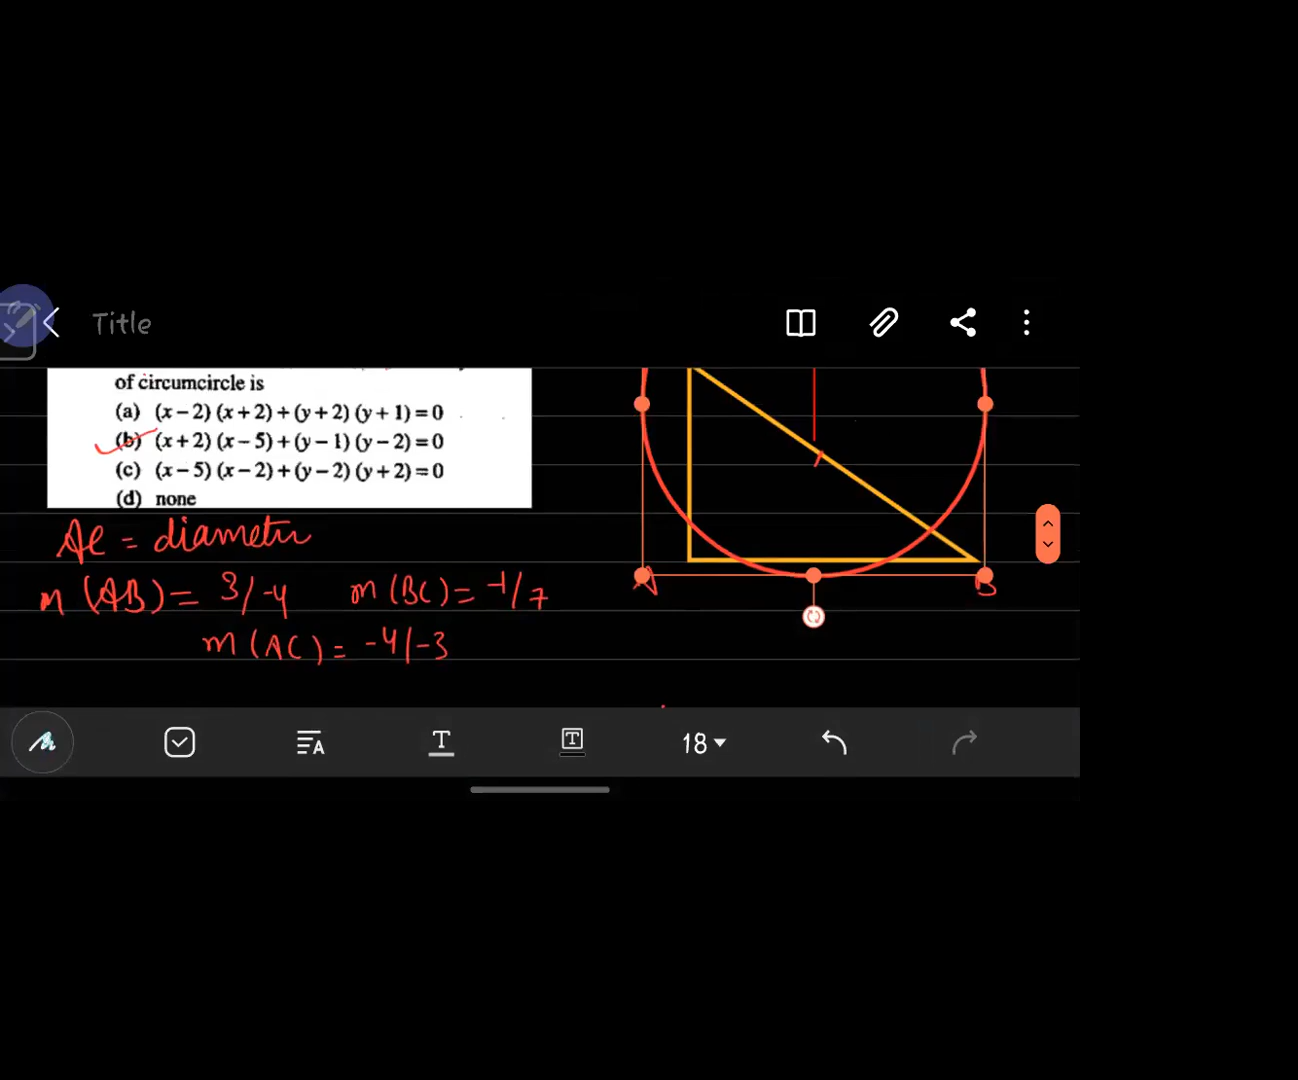 Title
of circumcircle is
(a) (x – 2) (x + 2) + (y + 2) (y + 1) = 0
(b) (x + 2) (x – 5) + (y – 1) (y – 2) = 0
(c) (x – 5) (x – 2) + (y – 2) (y + 2) = 0
(d) none
= diameter
m (AB) = 3/-4 m (BC) = -1/7
m (AC) = -4/-3
A B
18